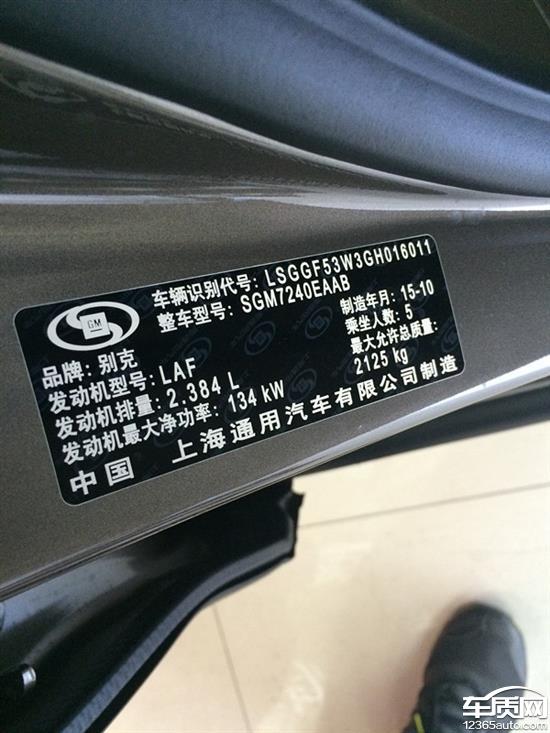 GM
车辆识别代号: LSGGF53W3GH016011
整车型号: SGM7240EAAB
品牌: 别克
制造年月: 15-10
发动机型号: LAF
乘坐人数: 5
发动机排量: 2.384 L
最大允许总质量:
2125 kg
发动机最大净功率: 134 kW
中国 上海通用汽车有限公司制造
车质网
12365auto.com